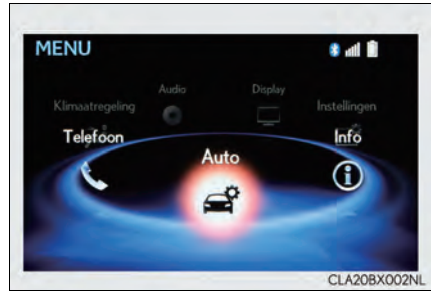 MENU
Audio
Display
Klimaatregeling
Instellingen
Telefoon
Info
Auto
CLA20BX002NL